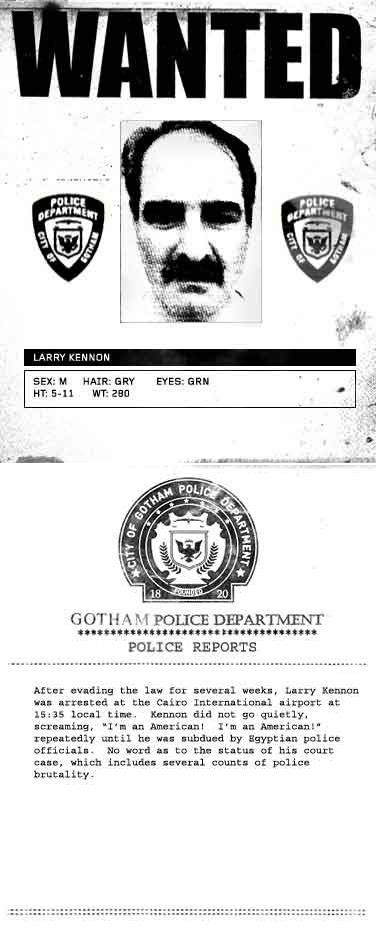 WANTED
POLICE
DEPARTMENT
CITY OF GOTHAM
POLICE
DEPARTMENT
CITY OF GOTHAM
LARRY KENNON
SEX: M HAIR: GRY EYES: GRN
HT: 5-11 WT: 280
CITY OF GOTHAM POLICE DEPARTMENT
18 FOUNDED 20
GOTHAM POLICE DEPARTMENT
************************************
POLICE REPORTS
After evading the law for several weeks, Larry Kennon
was arrested at the Cairo International airport at
15:35 local time. Kennon did not go quietly,
screaming, "I'm an American! I'm an American!"
repeatedly until he was subdued by Egyptian police
officials. No word as to the status of his court
case, which includes several counts of police
brutality.